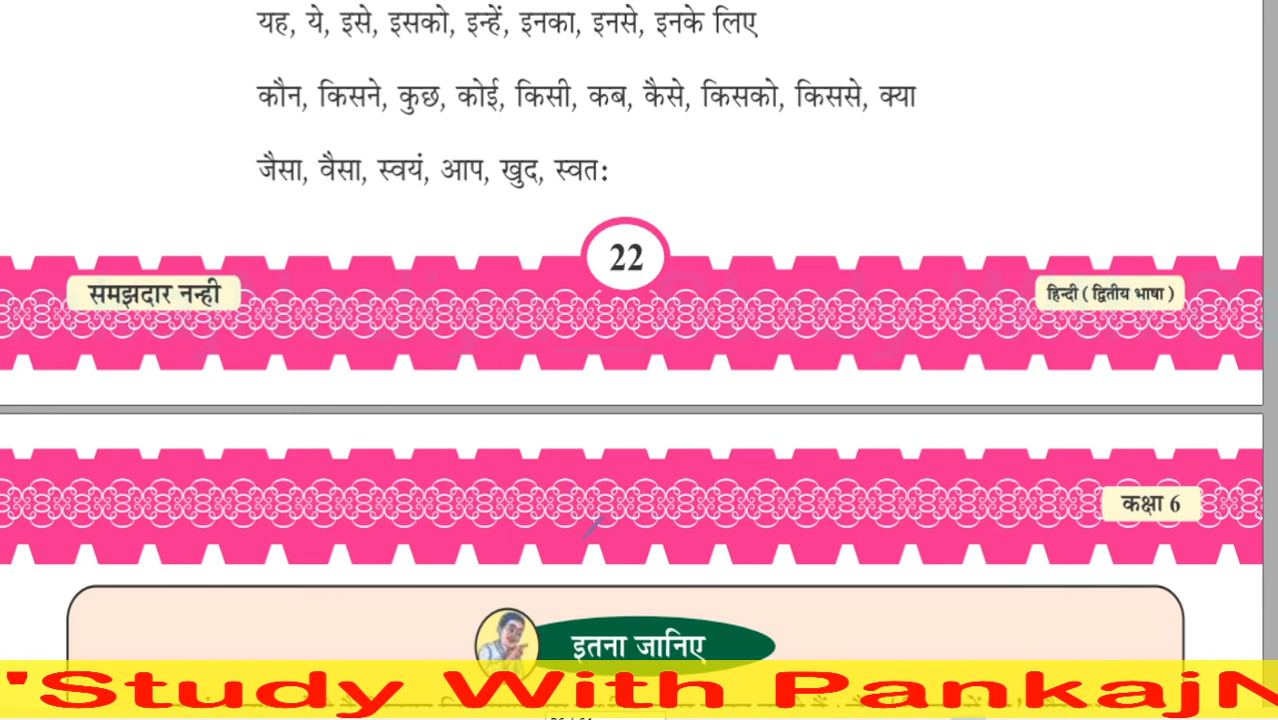 यह, ये, इसे, इसको, इन्हें, इनका, इनसे, इनके लिए
कौन, किसने, कुछ, कोई, किसी, कब, कैसे, किसको, किससे, क्या
जैसा, वैसा, स्वयं, आप, खुद, स्वतः
22
समझदार नन्ही
हिन्दी ( द्वितीय भाषा )
कक्षा 6
इतना जानिए
"Study With PankajN